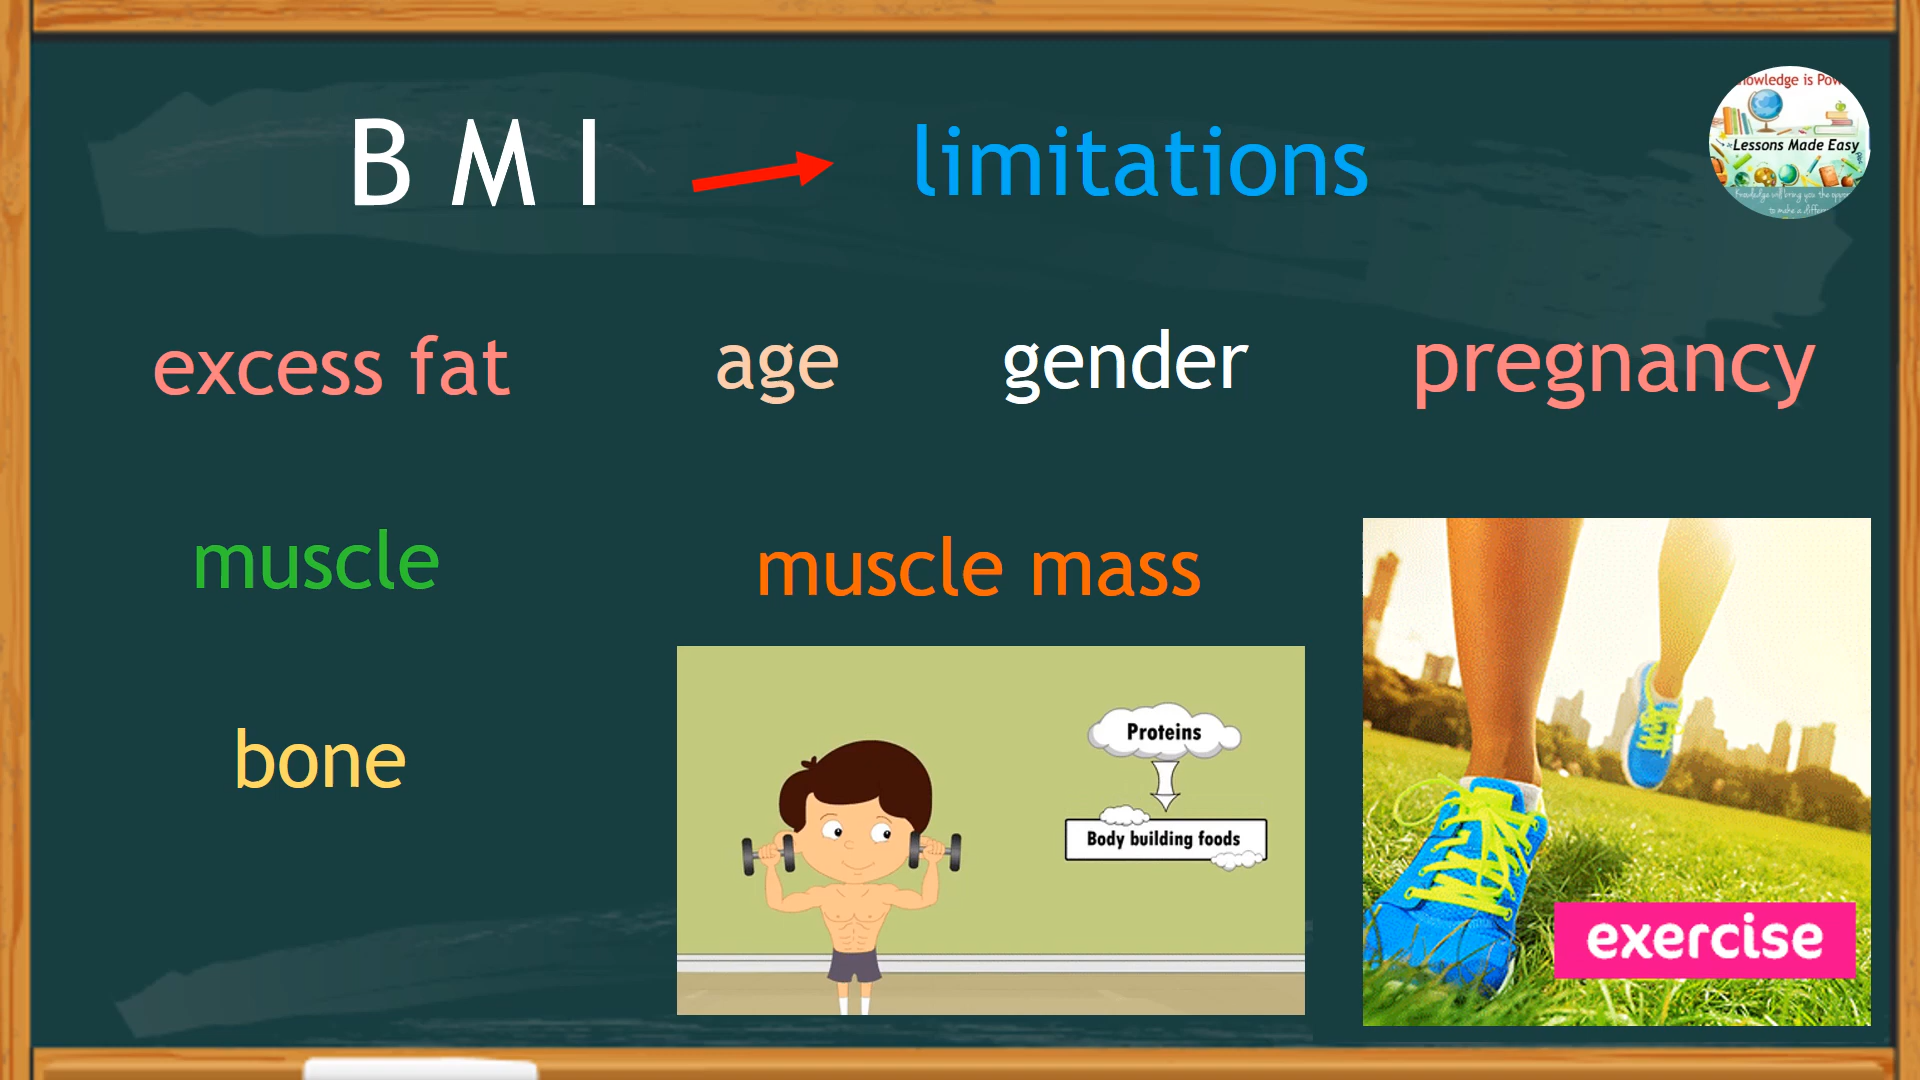 B M I
limitations
Lessons Made Easy
excess fat
age
gender
pregnancy
muscle
muscle mass
bone
Proteins
Body building foods
exercise